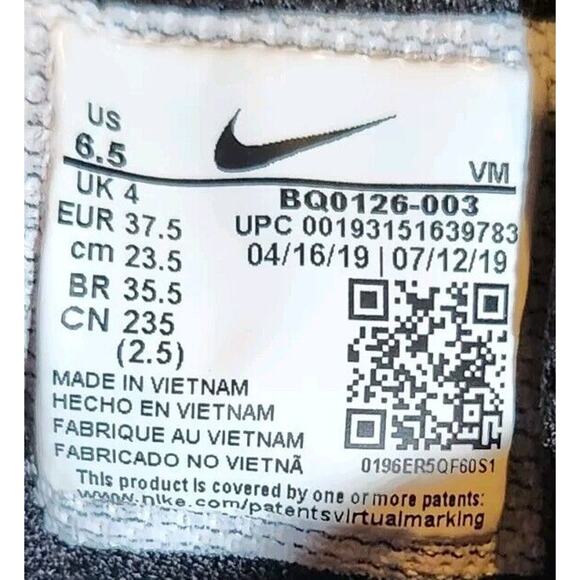 US
6.5
UK 4
EUR 37.5
cm 23.5
BR 35.5
CN 235
(2.5)
VM
BQ0126-003
UPC 00193151639783
04/16/19 | 07/12/19
0196ER5QF60S1
MADE IN VIETNAM
HECHO EN VIETNAM
FABRIQUE AU VIETNAM
FABRICADO NO VIETNÃ
This product is covered by one or more patents:
www.nike.com/patentsvirtualmarking